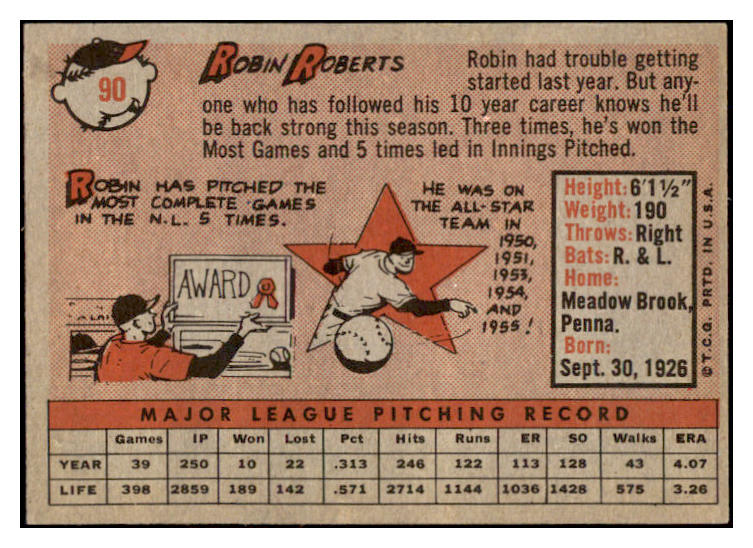 90
ROBIN ROBERTS
Robin had trouble getting
started last year. But any-
one who has followed his 10 year career knows he'll
be back strong this season. Three times, he's won the
Most Games and 5 times led in Innings Pitched.
ROBIN HAS PITCHED THE
MOST COMPLETE GAMES
IN THE N.L. 5 TIMES.
AWARD
HE WAS ON
THE ALL-STAR
TEAM IN
1950,
1951,
1953,
1954,
AND
1955!
Height: 6'1½"
Weight: 190
Throws: Right
Bats: R. & L.
Home:
Meadow Brook,
Penna.
Born:
Sept. 30, 1926
©T.C.G. PRTD. IN U.S.A.
MAJOR LEAGUE PITCHING RECORD
Games IP Won Lost Pct Hits Runs ER SO Walks ERA
YEAR 39 250 10 22 .313 246 122 113 128 43 4.07
LIFE 398 2859 189 142 .571 2714 1144 1036 1428 575 3.26